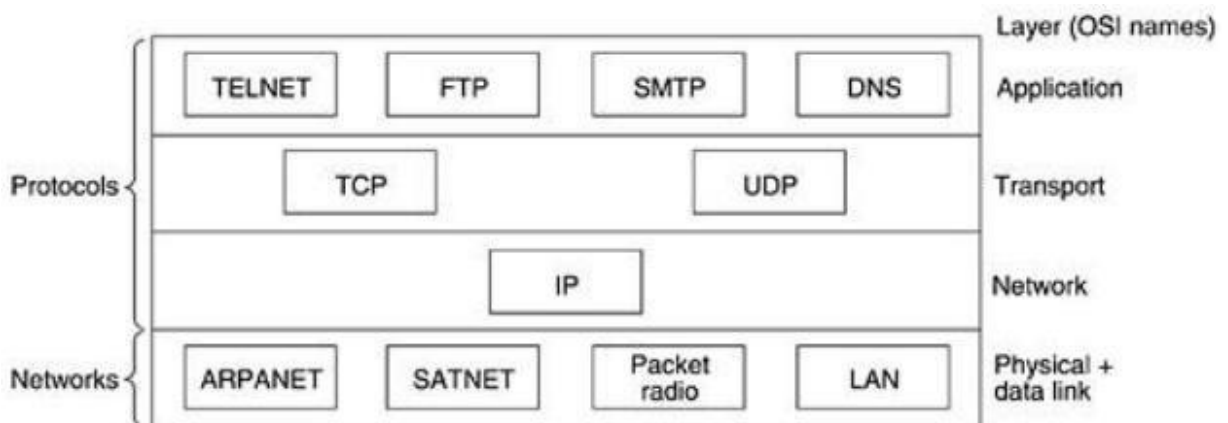 Layer (OSI names)
TELNET FTP SMTP DNS Application
Protocols TCP UDP Transport
IP Network
Networks ARPANET SATNET Packet radio LAN Physical + data link